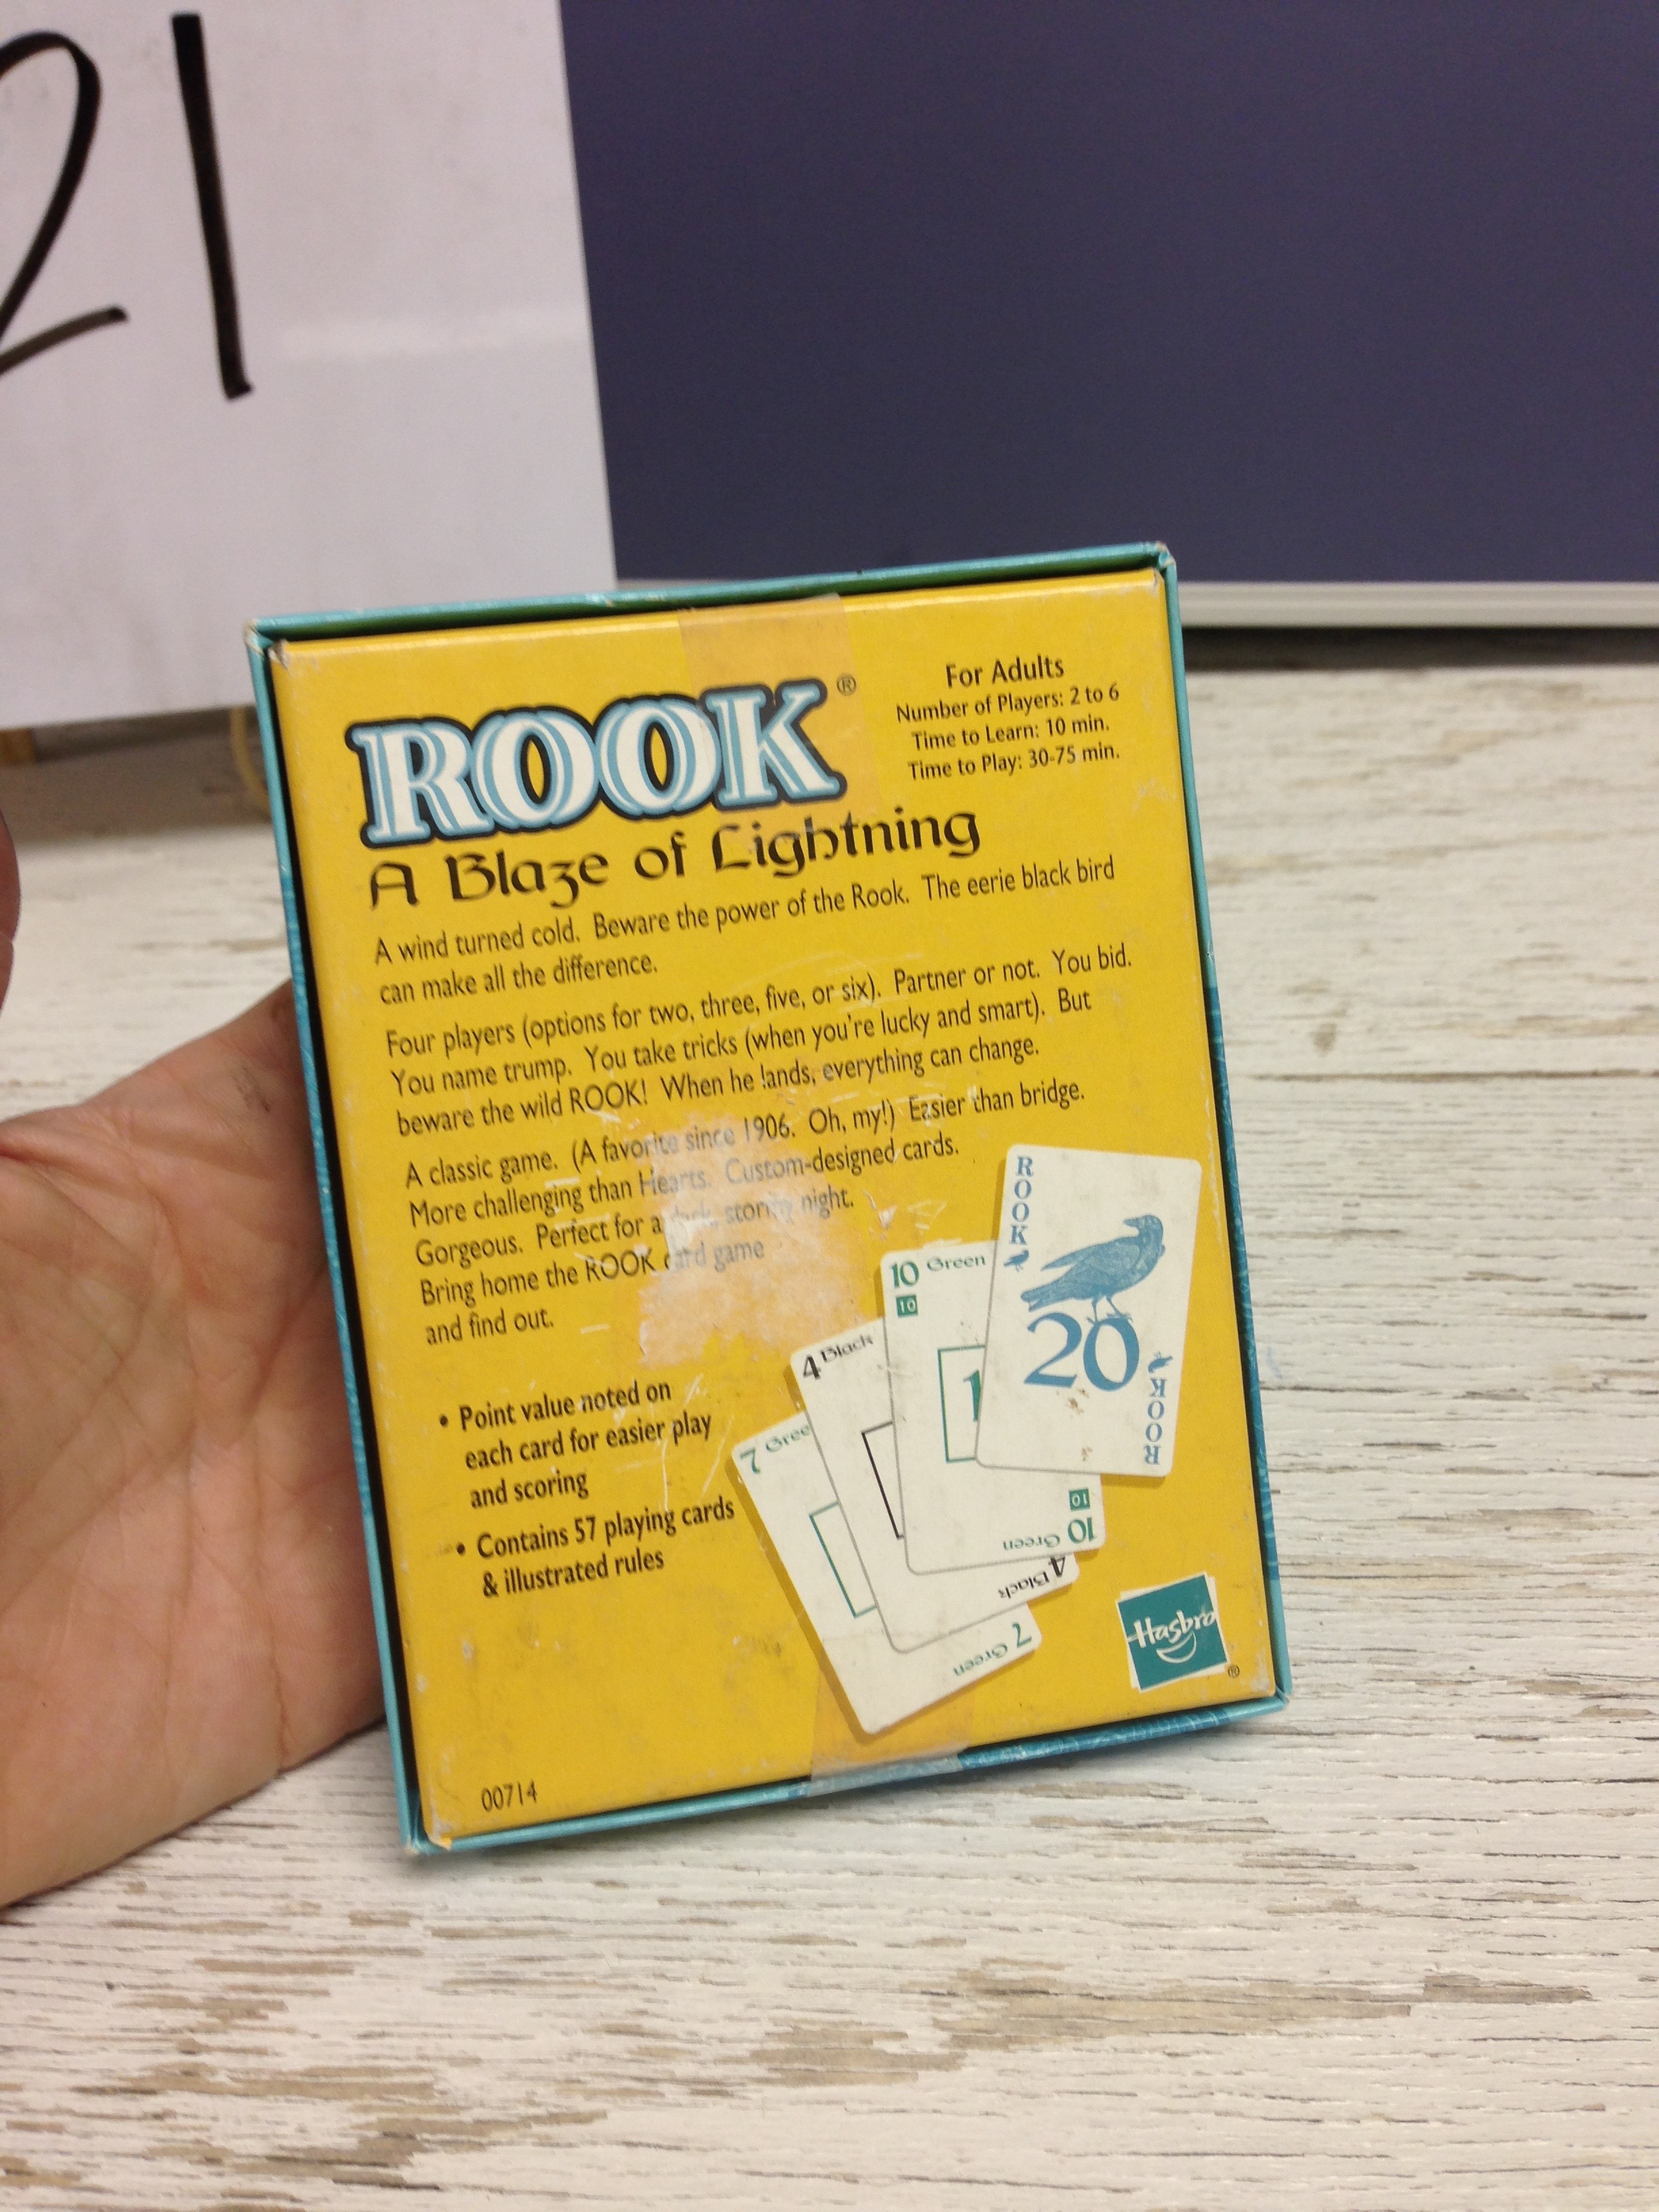 21
ROOK®
For Adults
Number of Players: 2 to 6
Time to Learn: 10 min.
Time to Play: 30-75 min.
A Blaze of Lightning
A wind turned cold. Beware the power of the Rook. The eerie black bird
can make all the difference.
Four players (options for two, three, five, or six). Partner or not. You bid.
You name trump. You take tricks (when you're lucky and smart). But
beware the wild ROOK! When he lands, everything can change.
A classic game. (A favorite since 1906. Oh, my!) Easier than bridge.
More challenging than Hearts. Custom-designed cards.
Gorgeous. Perfect for a dark, stormy night.
Bring home the ROOK card game
and find out.
• Point value noted on
each card for easier play
and scoring
• Contains 57 playing cards
& illustrated rules
7 Gree
4 Black
10 Green
10
1
ROOK
20
ROOK
10
10 Green
4 Black
7 Green
Hasbro®
00714